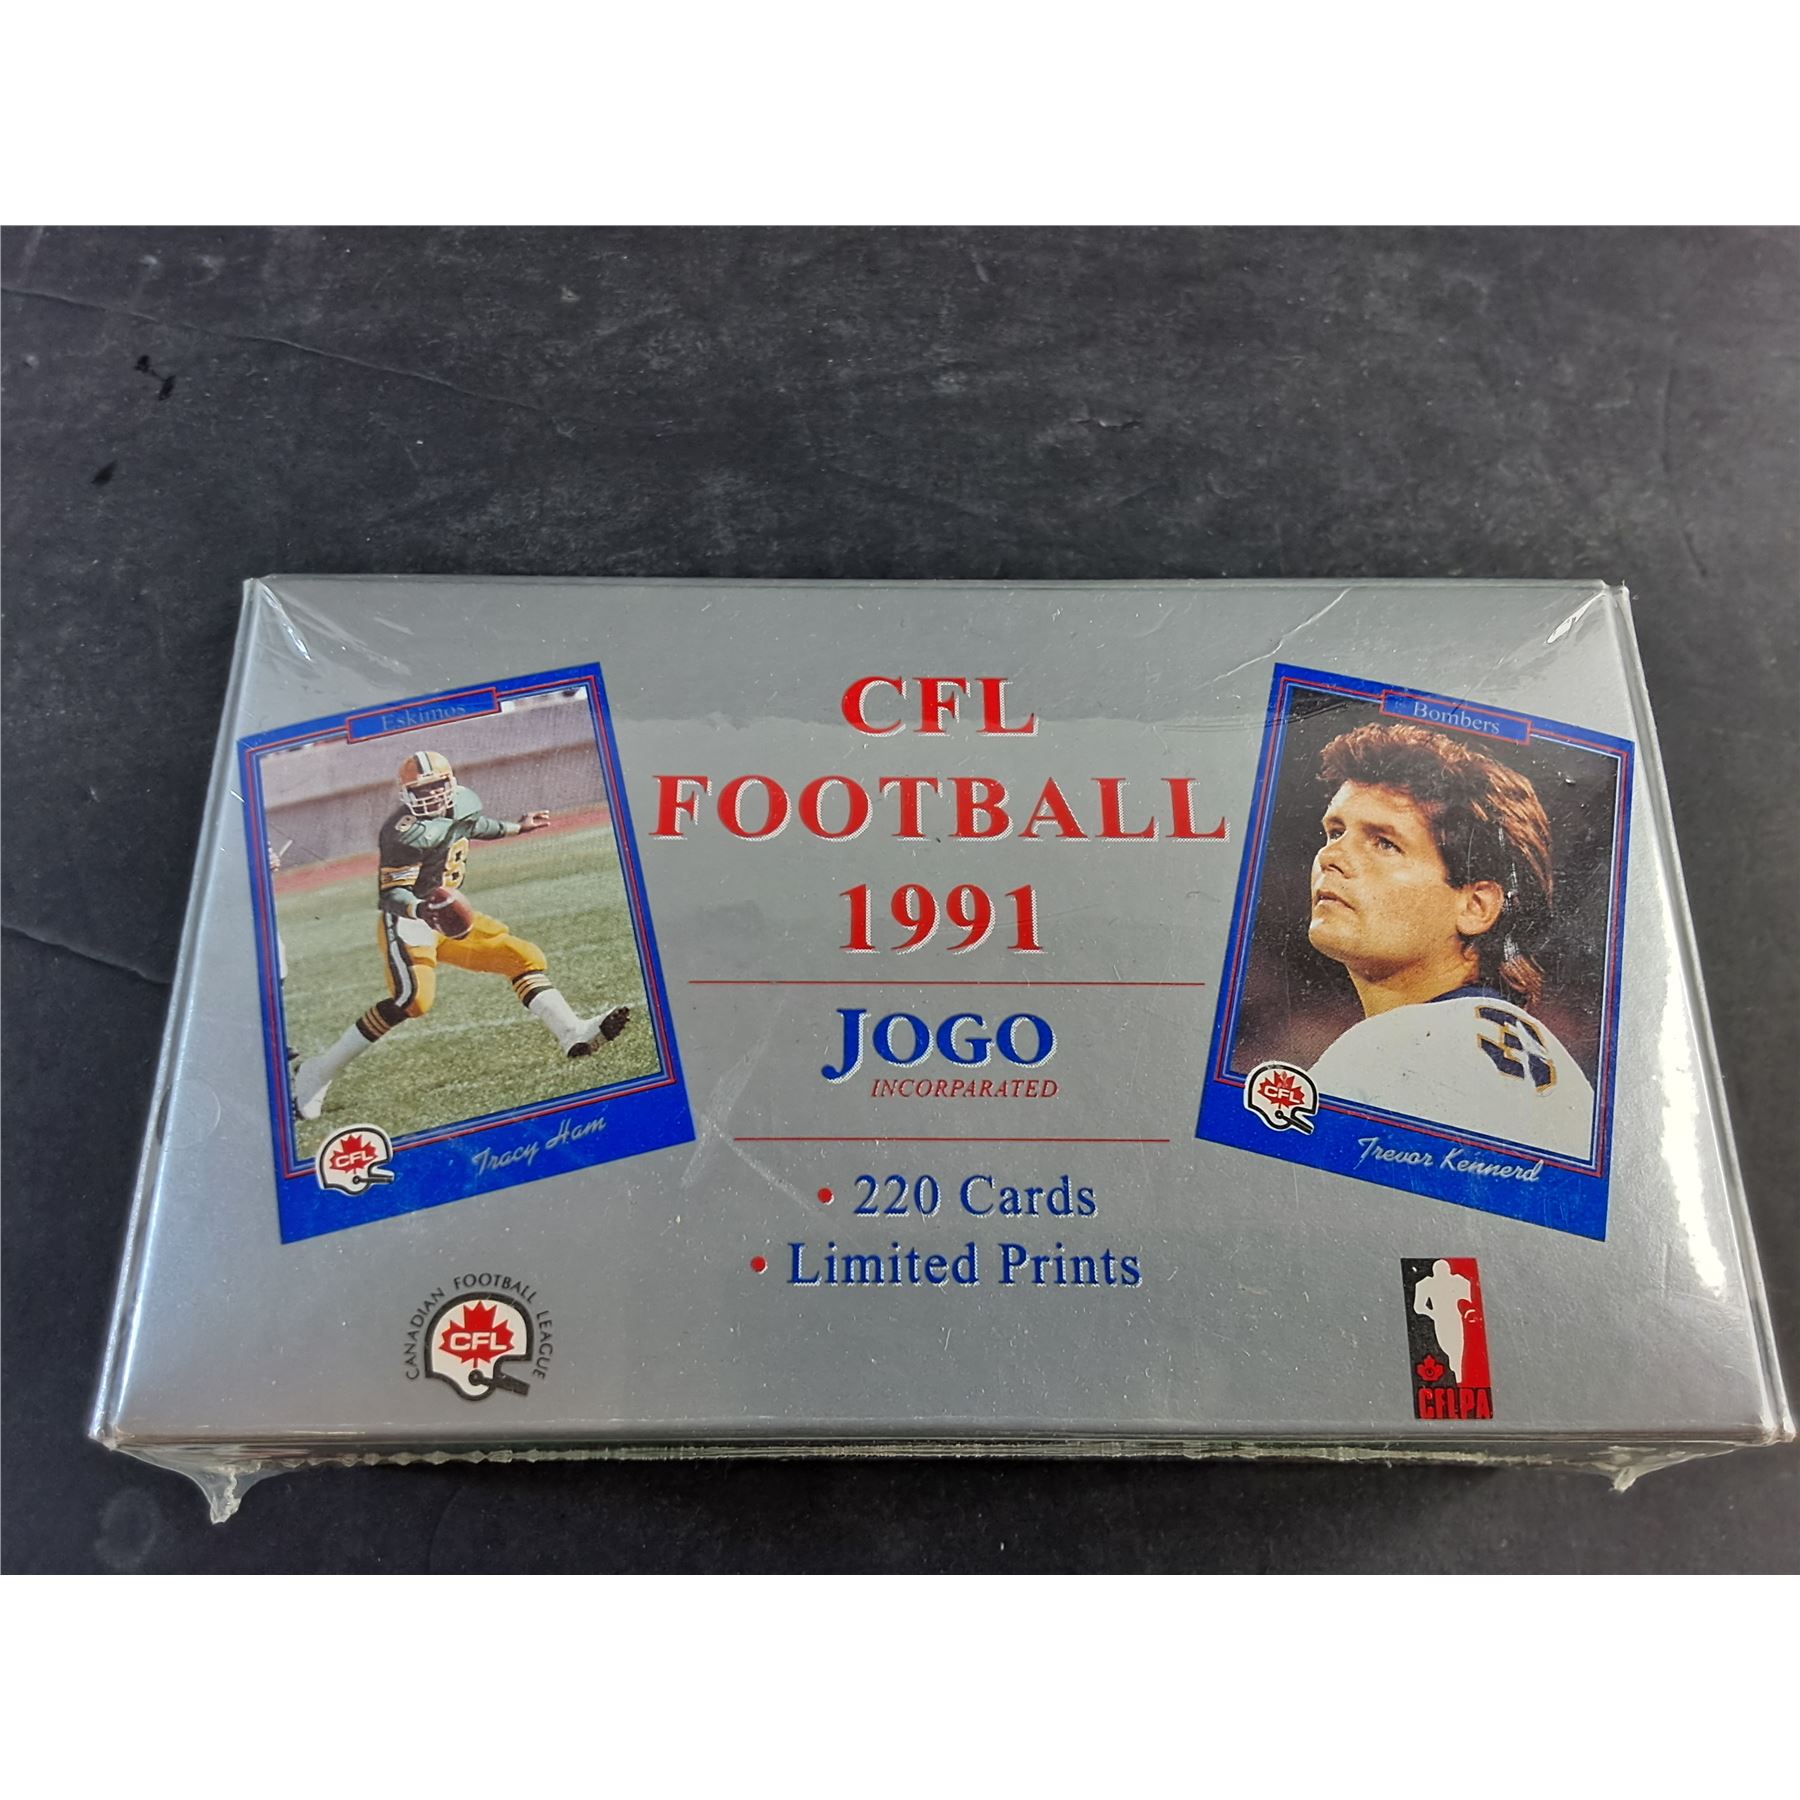 Eskimos
Tracy Ham
CFL
CFL
FOOTBALL
1991
JOGO
INCORPARATED
• 220 Cards
• Limited Prints
Bombers
3
CFL
Trevor Kennerd
CANADIAN FOOTBALL LEAGUE
CFL
CFLPA